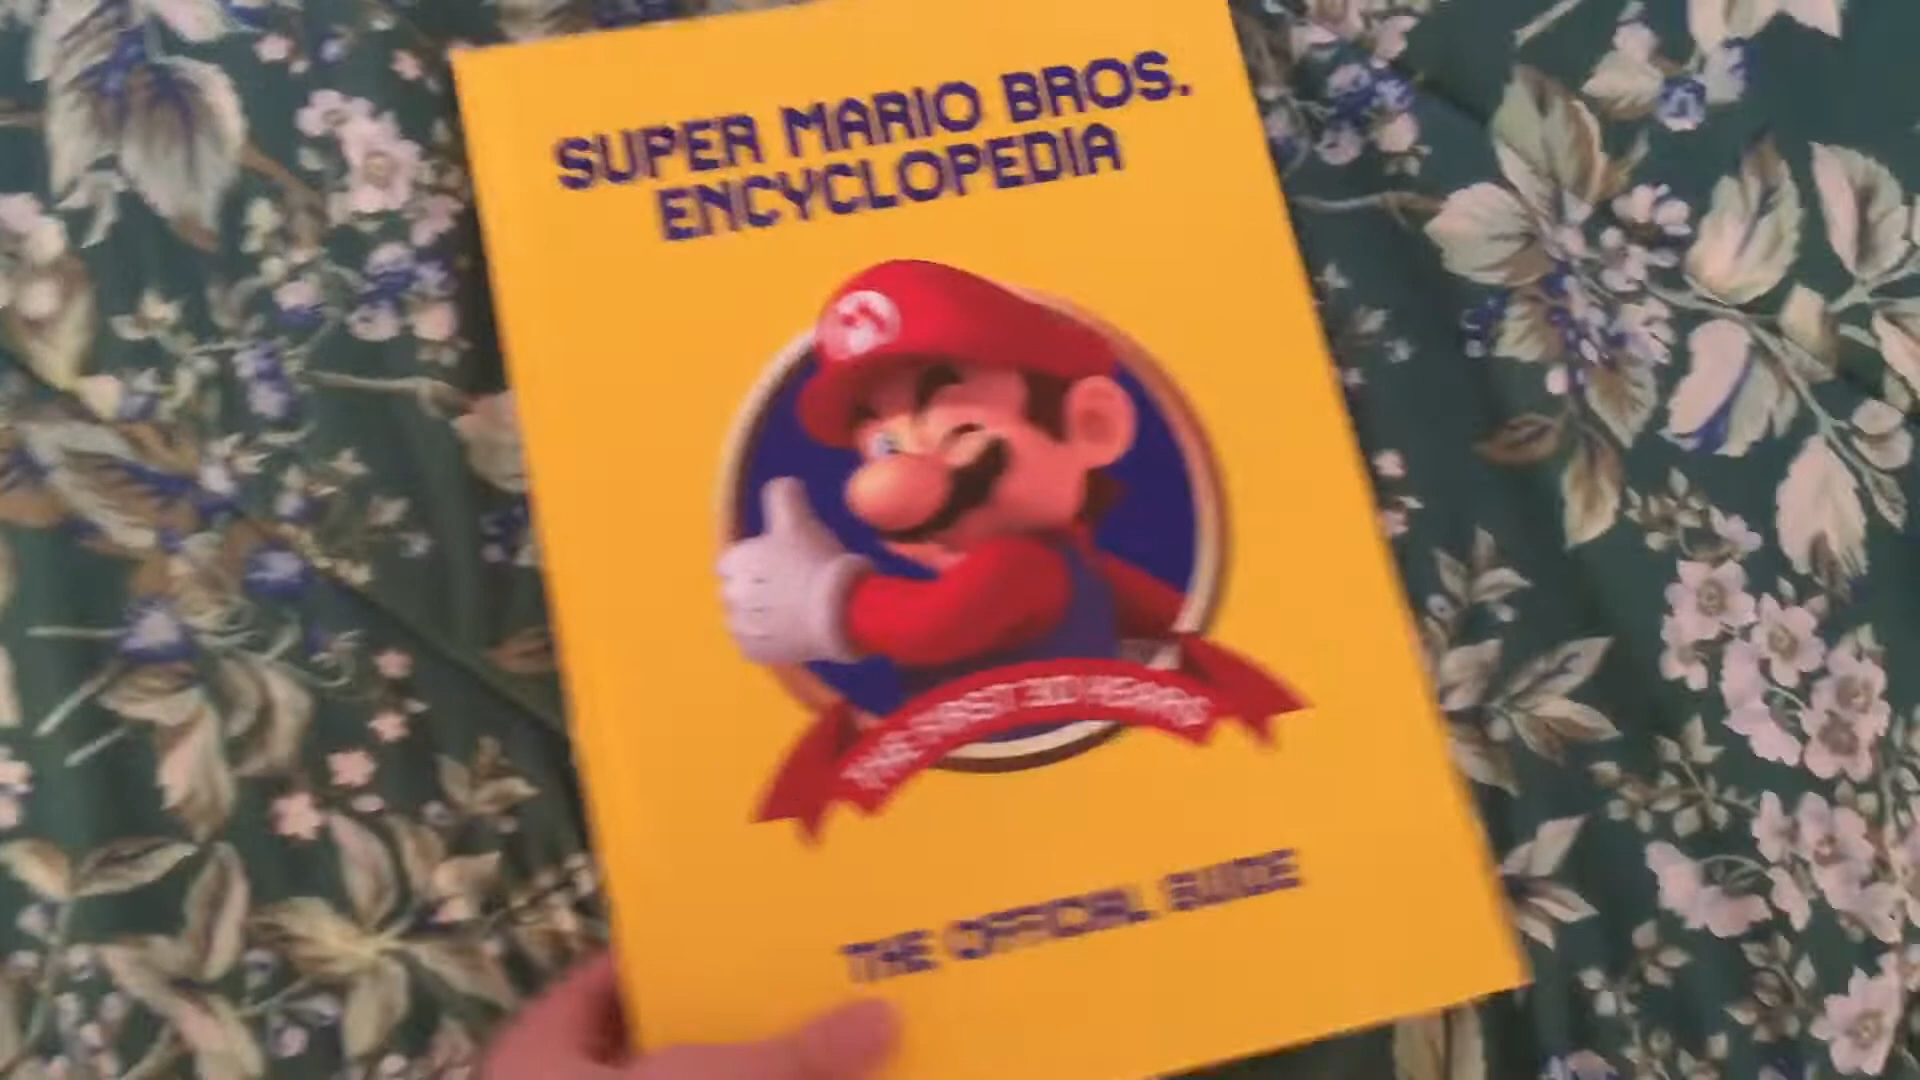 SUPER MARIO BROS.
ENCYCLOPEDIA
M
THE FIRST 30 YEARS
THE OFFICIAL GUIDE